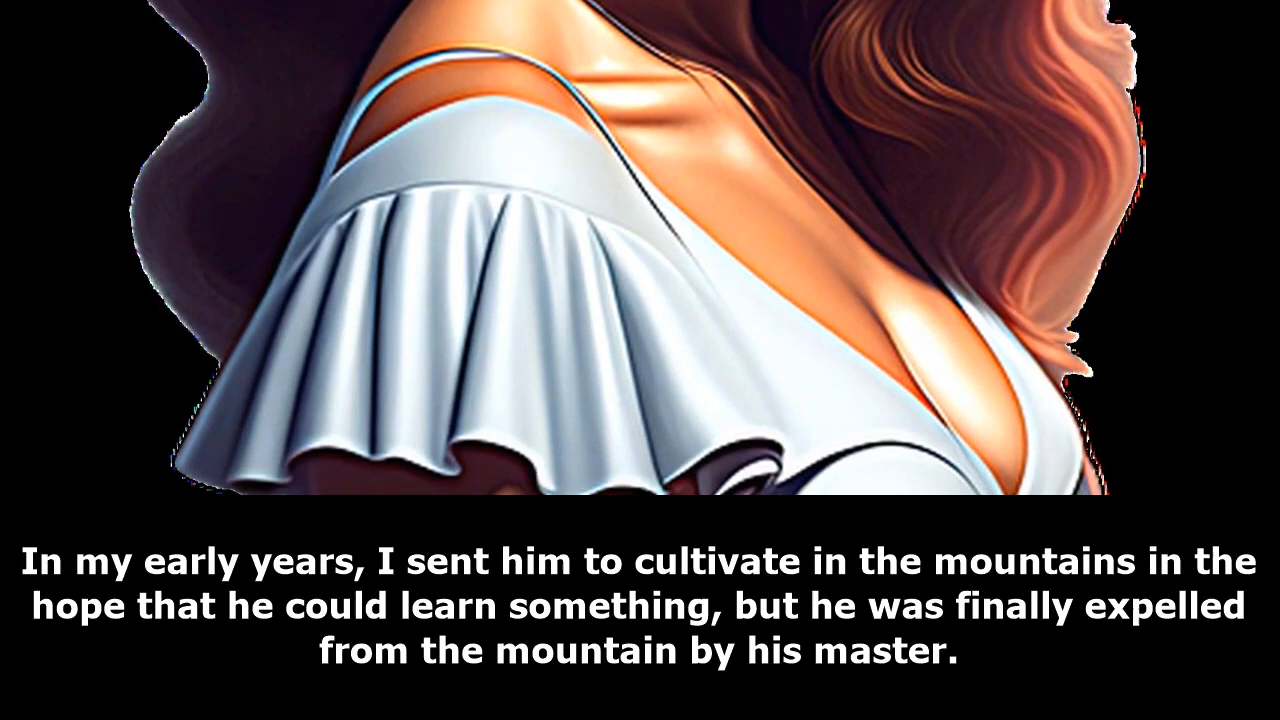 In my early years, I sent him to cultivate in the mountains in the
hope that he could learn something, but he was finally expelled
from the mountain by his master.